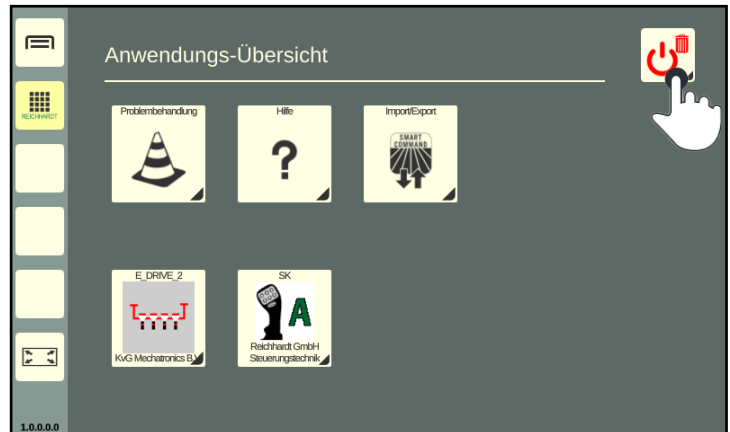 Anwendungs-Übersicht
REICHHARDT
Problembehandlung
Hilfe
?
Import/Export
SMART
COMMAND
E_DRIVE_2
KvG Mechatronics B.V
SK
A
Reichhardt GmbH
Steuerungstechnik
1.0.0.0.0